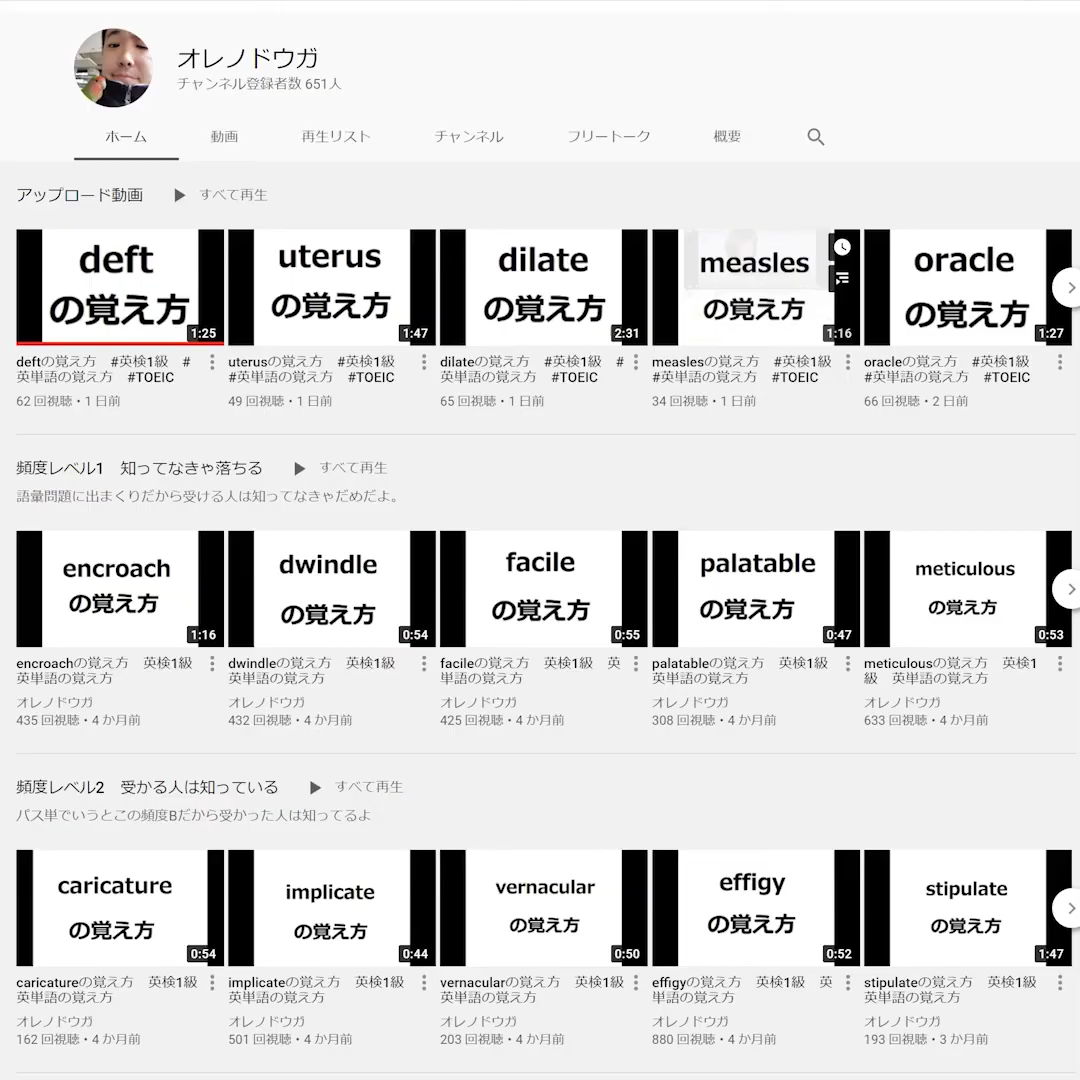 オレノドウガ
チャンネル登録者数 651人
ホーム 動画 再生リスト チャンネル フリートーク 概要
アップロード動画 すべて再生
deft uterus dilate measles oracle
の覚え方 の覚え方 の覚え方 の覚え方 の覚え方
1:25 1:47 2:31 1:16 1:27
deftの覚え方 #英検1級 # uterusの覚え方 #英検1級 dilateの覚え方 #英検1級 # measlesの覚え方 #英検1級 oracleの覚え方 #英検1級
英単語の覚え方 #TOEIC #英単語の覚え方 #TOEIC 英単語の覚え方 #TOEIC #英単語の覚え方 #TOEIC #英単語の覚え方 #TOEIC
62 回視聴・1 日前 49 回視聴・1 日前 65 回視聴・1 日前 34 回視聴・1 日前 66 回視聴・2 日前
頻度レベル1 知ってなきゃ落ちる すべて再生
語彙問題に出まくりだから受ける人は知ってなきゃだめだよ。
encroach dwindle facile palatable meticulous
の覚え方 の覚え方 の覚え方 の覚え方 の覚え方
1:16 0:54 0:55 0:47 0:53
encroachの覚え方 英検1級 dwindleの覚え方 英検1級 facileの覚え方 英検1級 英 palatableの覚え方 英検1級 meticulousの覚え方 英検1
英単語の覚え方 英単語の覚え方 単語の覚え方 英単語の覚え方 級 英単語の覚え方
オレノドウガ オレノドウガ オレノドウガ オレノドウガ オレノドウガ
435 回視聴・4 か月前 432 回視聴・4 か月前 425 回視聴・4 か月前 308 回視聴・4 か月前 633 回視聴・4 か月前
頻度レベル2 受かる人は知っている すべて再生
パス単でいうとこの頻度Bだから受かった人は知ってるよ
caricature implicate vernacular effigy stipulate
の覚え方 の覚え方 の覚え方 の覚え方 の覚え方
0:54 0:44 0:50 0:52 1:47
caricatureの覚え方 英検1級 implicateの覚え方 英検1級 vernacularの覚え方 英検1級 effigyの覚え方 英検1級 英 stipulateの覚え方 英検1級
英単語の覚え方 英単語の覚え方 英単語の覚え方 単語の覚え方 英単語の覚え方
オレノドウガ オレノドウガ オレノドウガ オレノドウガ オレノドウガ
162 回視聴・4 か月前 501 回視聴・4 か月前 203 回視聴・4 か月前 880 回視聴・4 か月前 193 回視聴・3 か月前